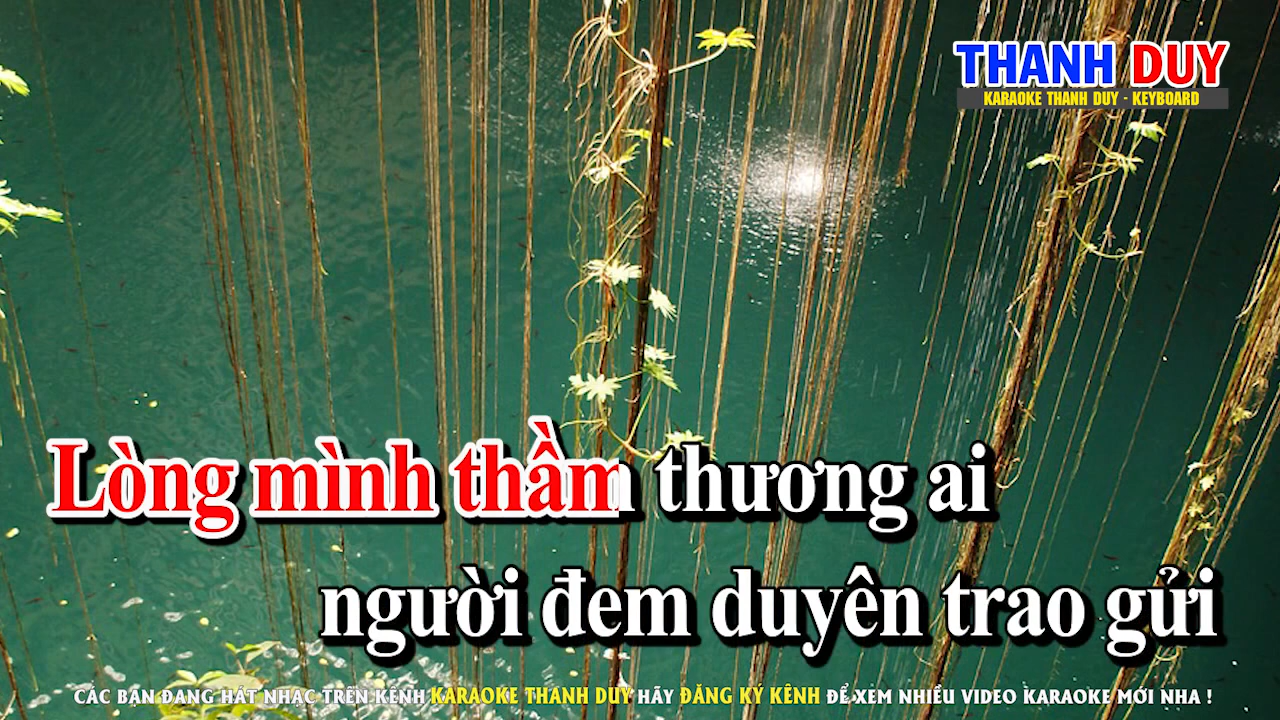 THANH DUY
KARAOKE THANH DUY - KEYBOARD
Lòng mình thầm thương ai
người đem duyên trao gửi
CÁC BẠN ĐANG HÁT NHẠC TRÊN KÊNH KARAOKE THANH DUY HÃY ĐĂNG KÝ KÊNH ĐỂ XEM NHIỀU VIDEO KARAOKE MỚI NHA !